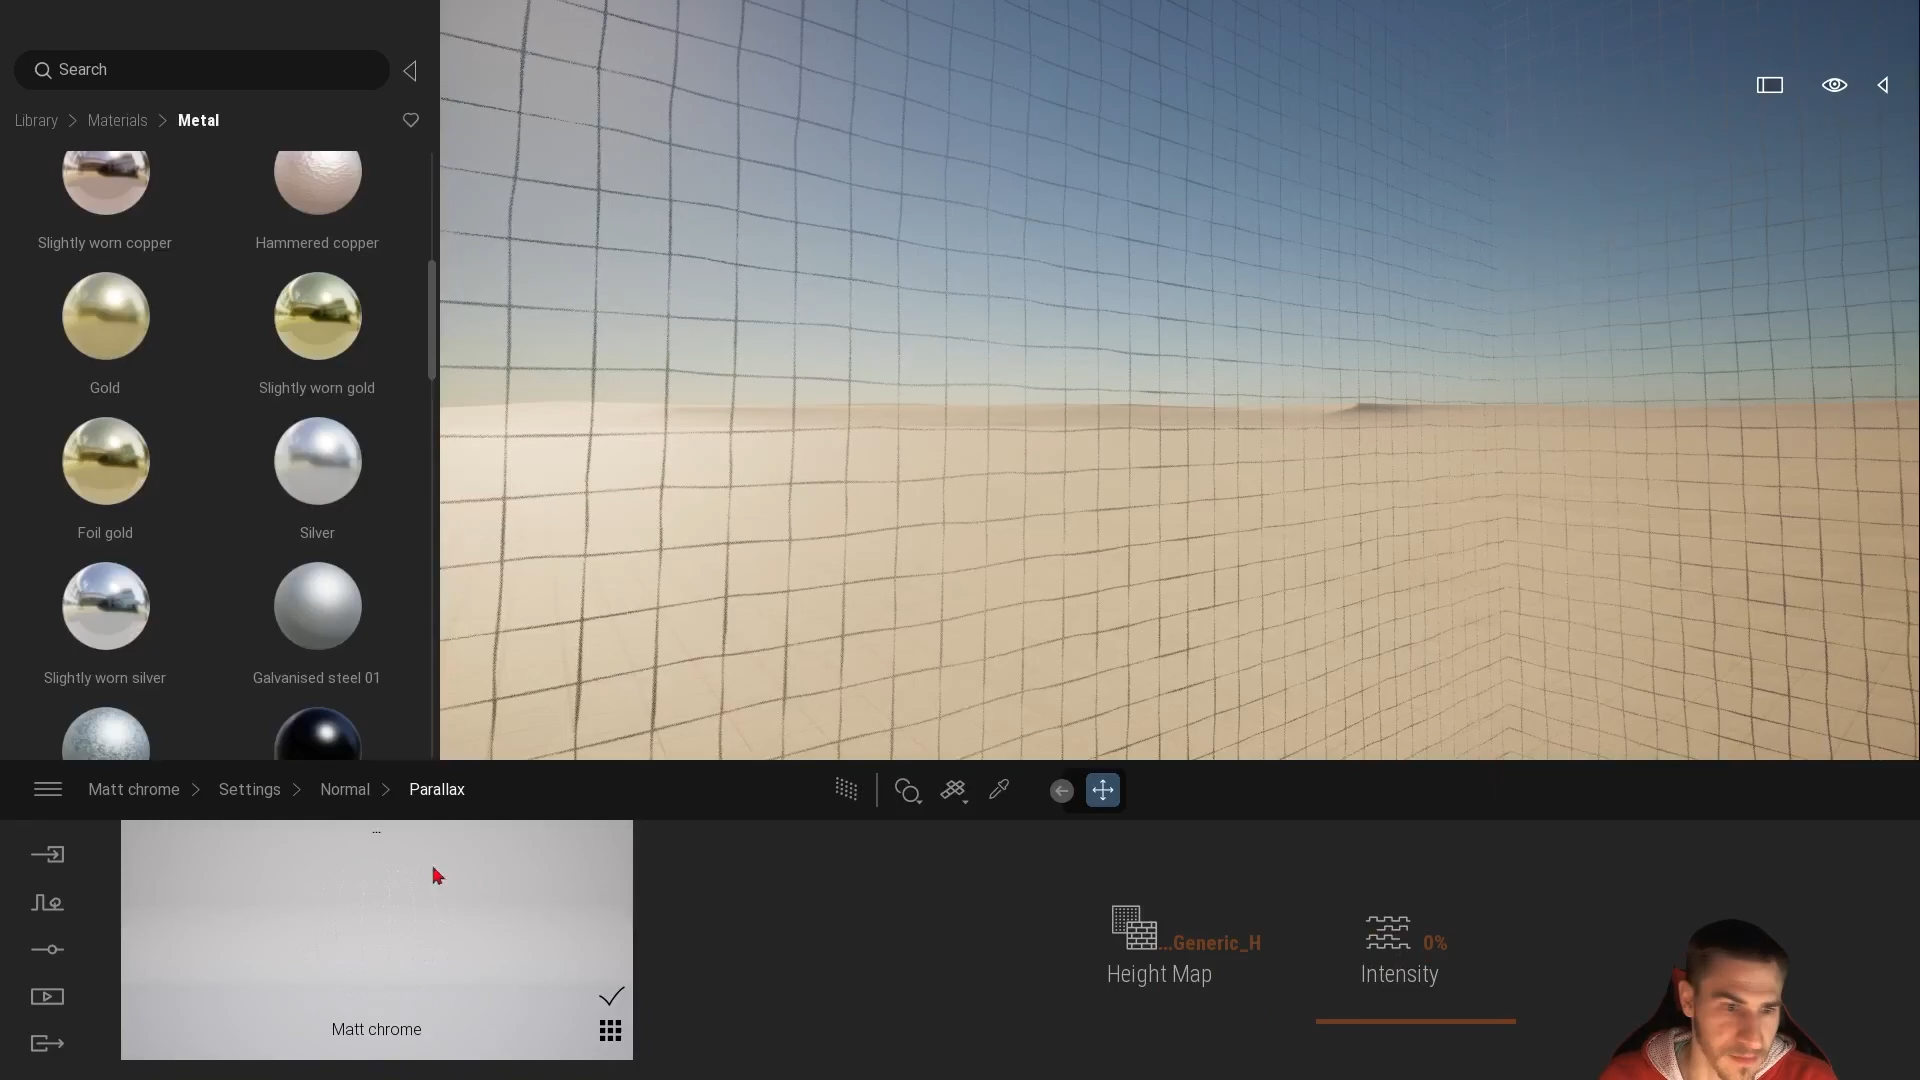 Search
Library > Materials > Metal
Slightly worn copper
Hammered copper
Gold
Slightly worn gold
Foil gold
Silver
Slightly worn silver
Galvanised steel 01
Matt chrome > Settings > Normal > Parallax
...
Matt chrome
...Generic_H
Height Map
0%
Intensity